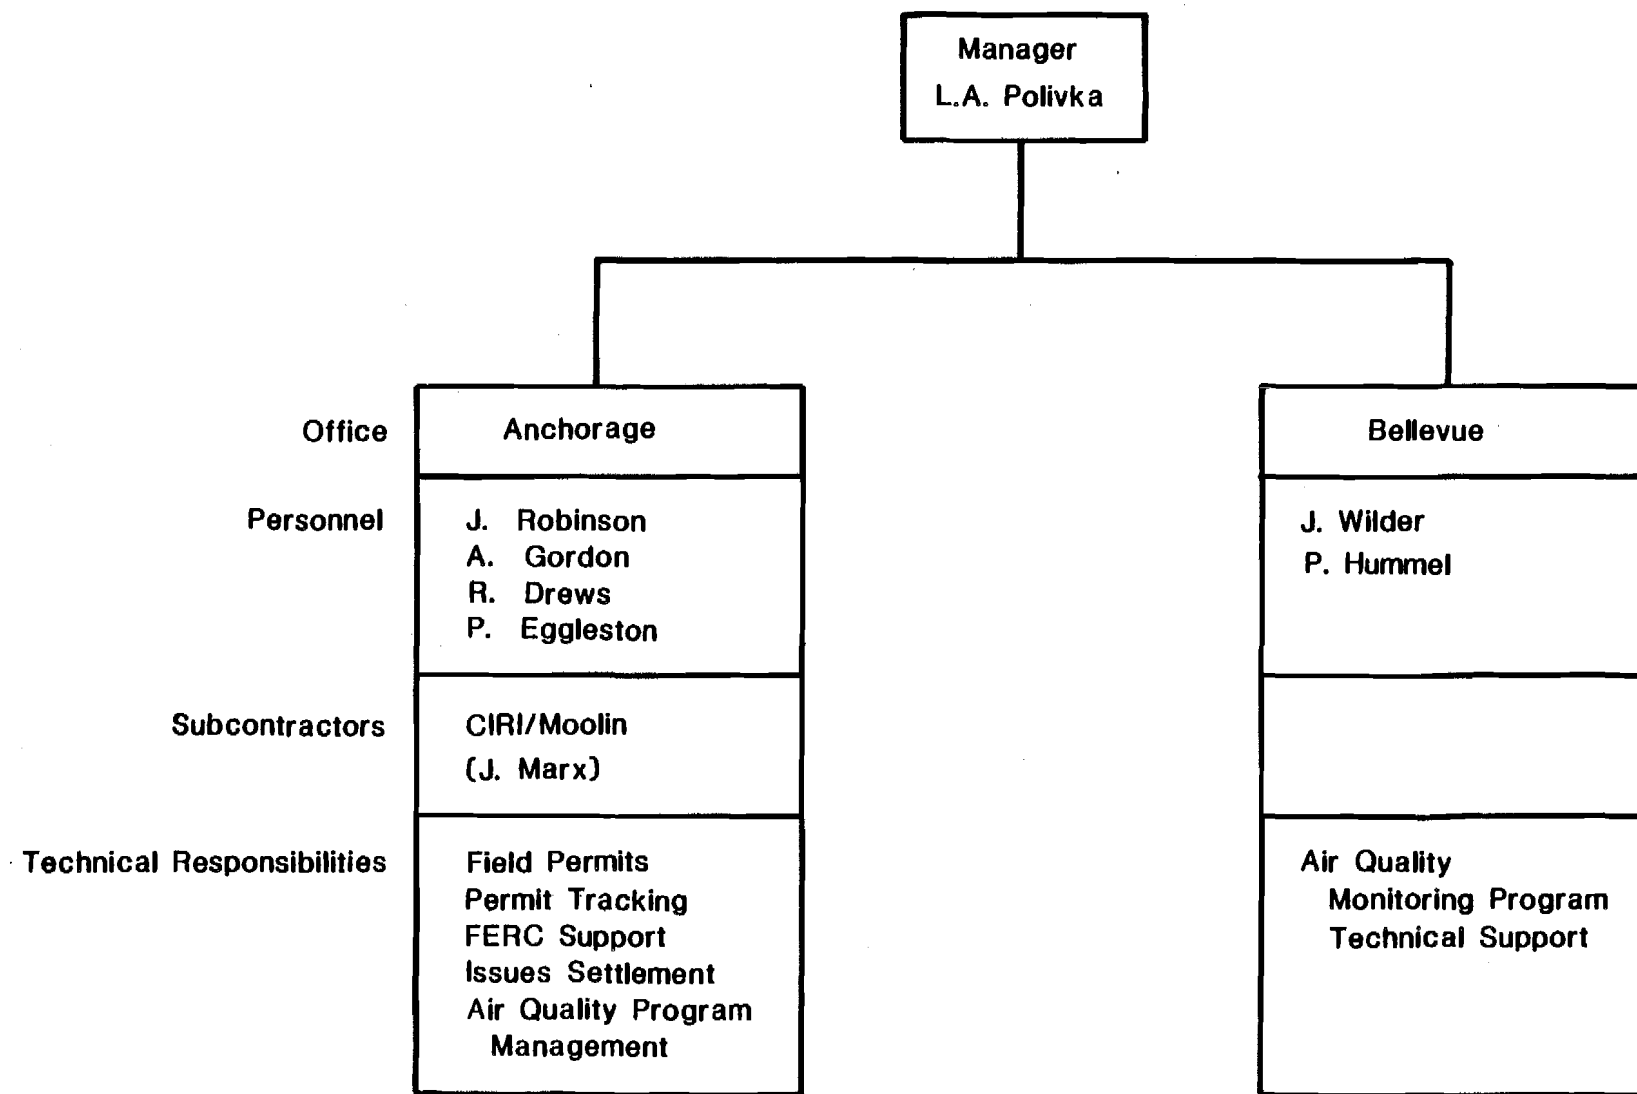 Manager
L.A. Polivka
Office
Anchorage
Bellevue
Personnel
J. Robinson
A. Gordon
R. Drews
P. Eggleston
J. Wilder
P. Hummel
Subcontractors
CIRI/Moolin
(J. Marx)
Technical Responsibilities
Field Permits
Permit Tracking
FERC Support
Issues Settlement
Air Quality Program
Management
Air Quality
Monitoring Program
Technical Support